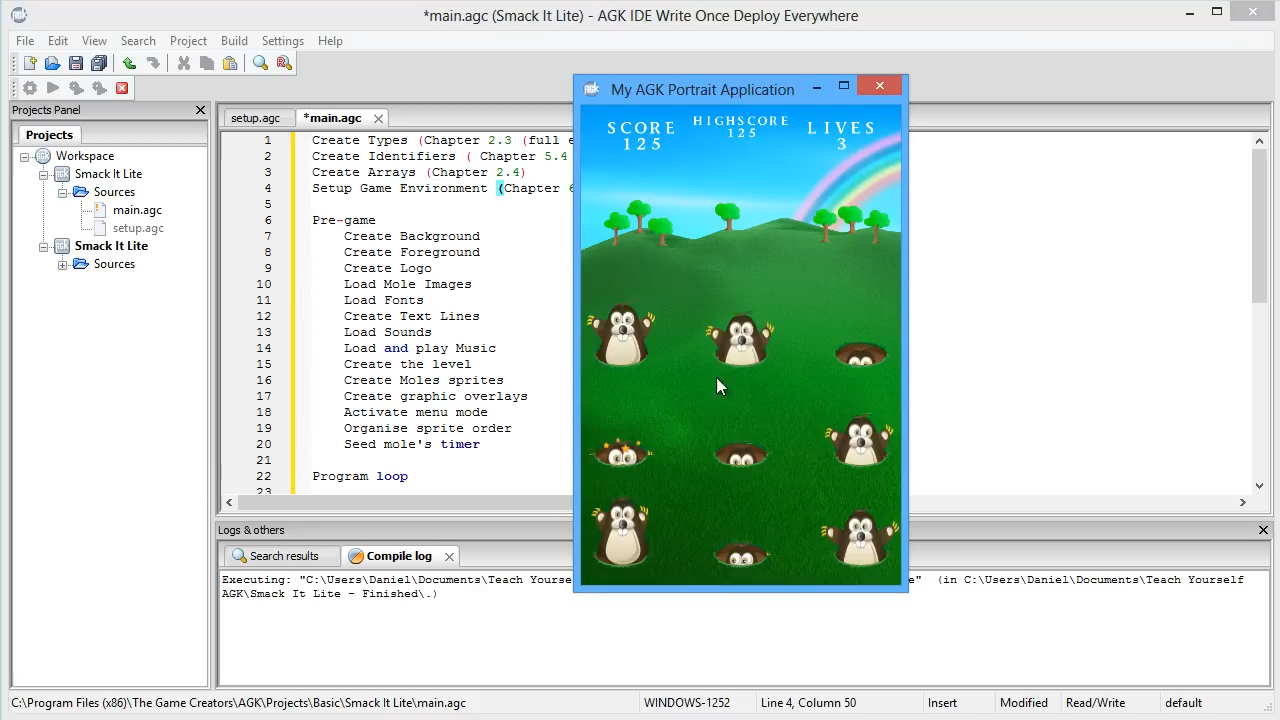 *main.agc (Smack It Lite) - AGK IDE Write Once Deploy Everywhere
File Edit View Search Project Build Settings Help
Projects Panel
Projects
Workspace
Smack It Lite
Sources
main.agc
setup.agc
Smack It Lite
Sources
setup.agc *main.agc
1 Create Types (Chapter 2.3 (full
2 Create Identifiers ( Chapter 5.4
3 Create Arrays (Chapter 2.4)
4 Setup Game Environment (Chapter
5
6 Pre-game
7 Create Background
8 Create Foreground
9 Create Logo
10 Load Mole Images
11 Load Fonts
12 Create Text Lines
13 Load Sounds
14 Load and play Music
15 Create the level
16 Create Moles sprites
17 Create graphic overlays
18 Activate menu mode
19 Organise sprite order
20 Seed mole's timer
21
22 Program loop
23
My AGK Portrait Application
SCORE HIGHSCORE LIVES
125 125 3
Logs & others
Search results Compile log
Executing: "C:\Users\Daniel\Documents\Teach Yourse e" (in C:\Users\Daniel\Documents\Teach Yourself
AGK\Smack It Lite - Finished\.)
C:\Program Files (x86)\The Game Creators\AGK\Projects\Basic\Smack It Lite\main.agc WINDOWS-1252 Line 4, Column 50 Insert Modified Read/Write default